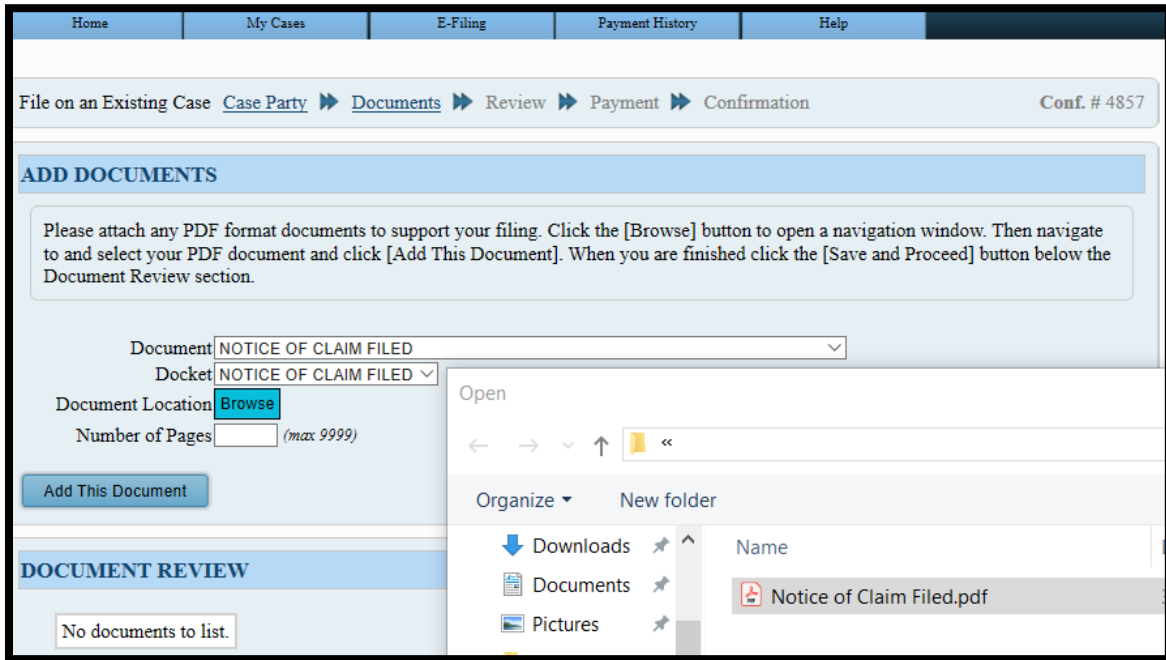 Home My Cases E-Filing Payment History Help
File on an Existing Case Case Party Documents Review Payment Confirmation Conf. # 4857
ADD DOCUMENTS
Please attach any PDF format documents to support your filing. Click the [Browse] button to open a navigation window. Then navigate
to and select your PDF document and click [Add This Document]. When you are finished click the [Save and Proceed] button below the
Document Review section.
Document NOTICE OF CLAIM FILED
Docket NOTICE OF CLAIM FILED
Document Location Browse
Number of Pages (max 9999)
Add This Document
DOCUMENT REVIEW
No documents to list.
Open
«
Organize New folder
Downloads
Documents
Pictures
Name
Notice of Claim Filed.pdf